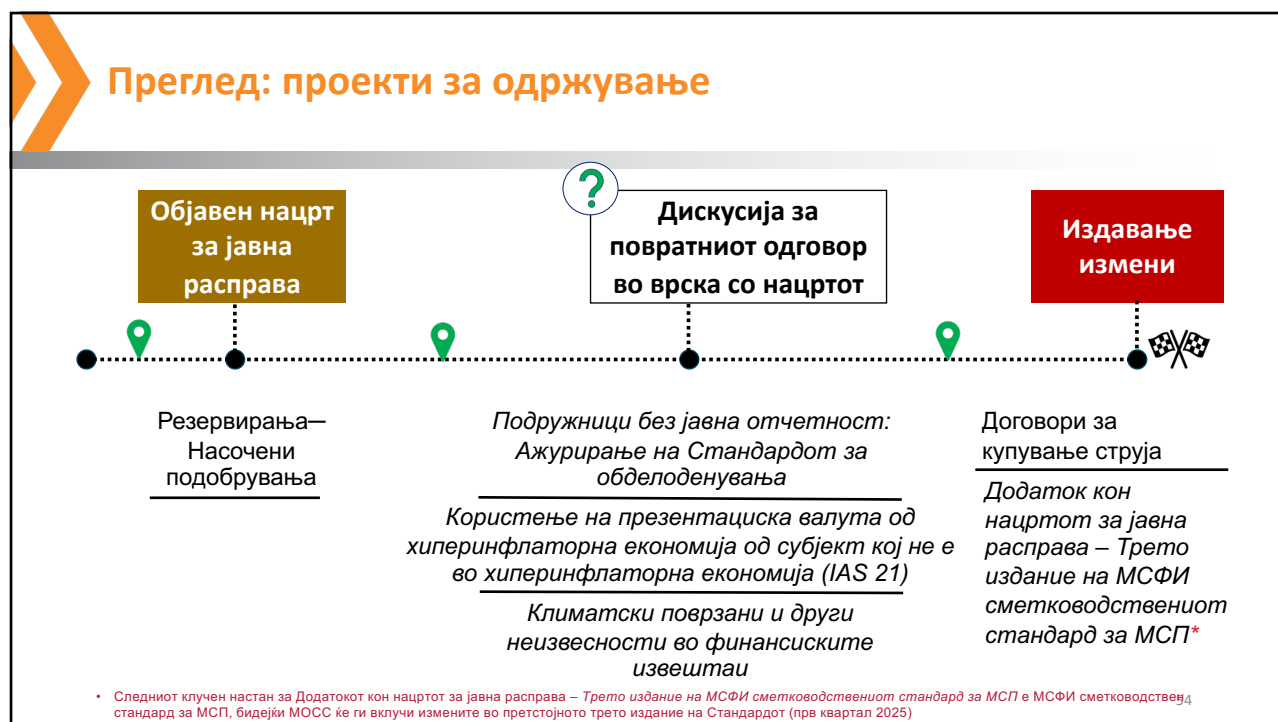 Преглед: проекти за одржување
Објавен нацрт
за јавна
расправа
?
Дискусија за
повратниот одговор
во врска со нацртот
Издавање
измени
Резервирања–
Насочени
подобрувања
Подружници без јавна отчетност:
Ажурирање на Стандардот за
обделоденувања
Користење на презентациска валута од
хиперинфлаторна економија од субјект кој не е
во хиперинфлаторна економија (IAS 21)
Климатски поврзани и други
неизвесности во финансиските
извештаи
Договори за
купување струја
Додаток кон
нацртот за јавна
расправа – Трето
издание на МСФИ
сметководствениот
стандард за МСП*
• Следниот клучен настан за Додатокот кон нацртот за јавна расправа – Трето издание на МСФИ сметководствениот стандард за МСП е МСФИ сметководствен
стандард за МСП, бидејќи МОСС ќе ги вклучи измените во претстојното трето издание на Стандардот (прв квартал 2025)
54